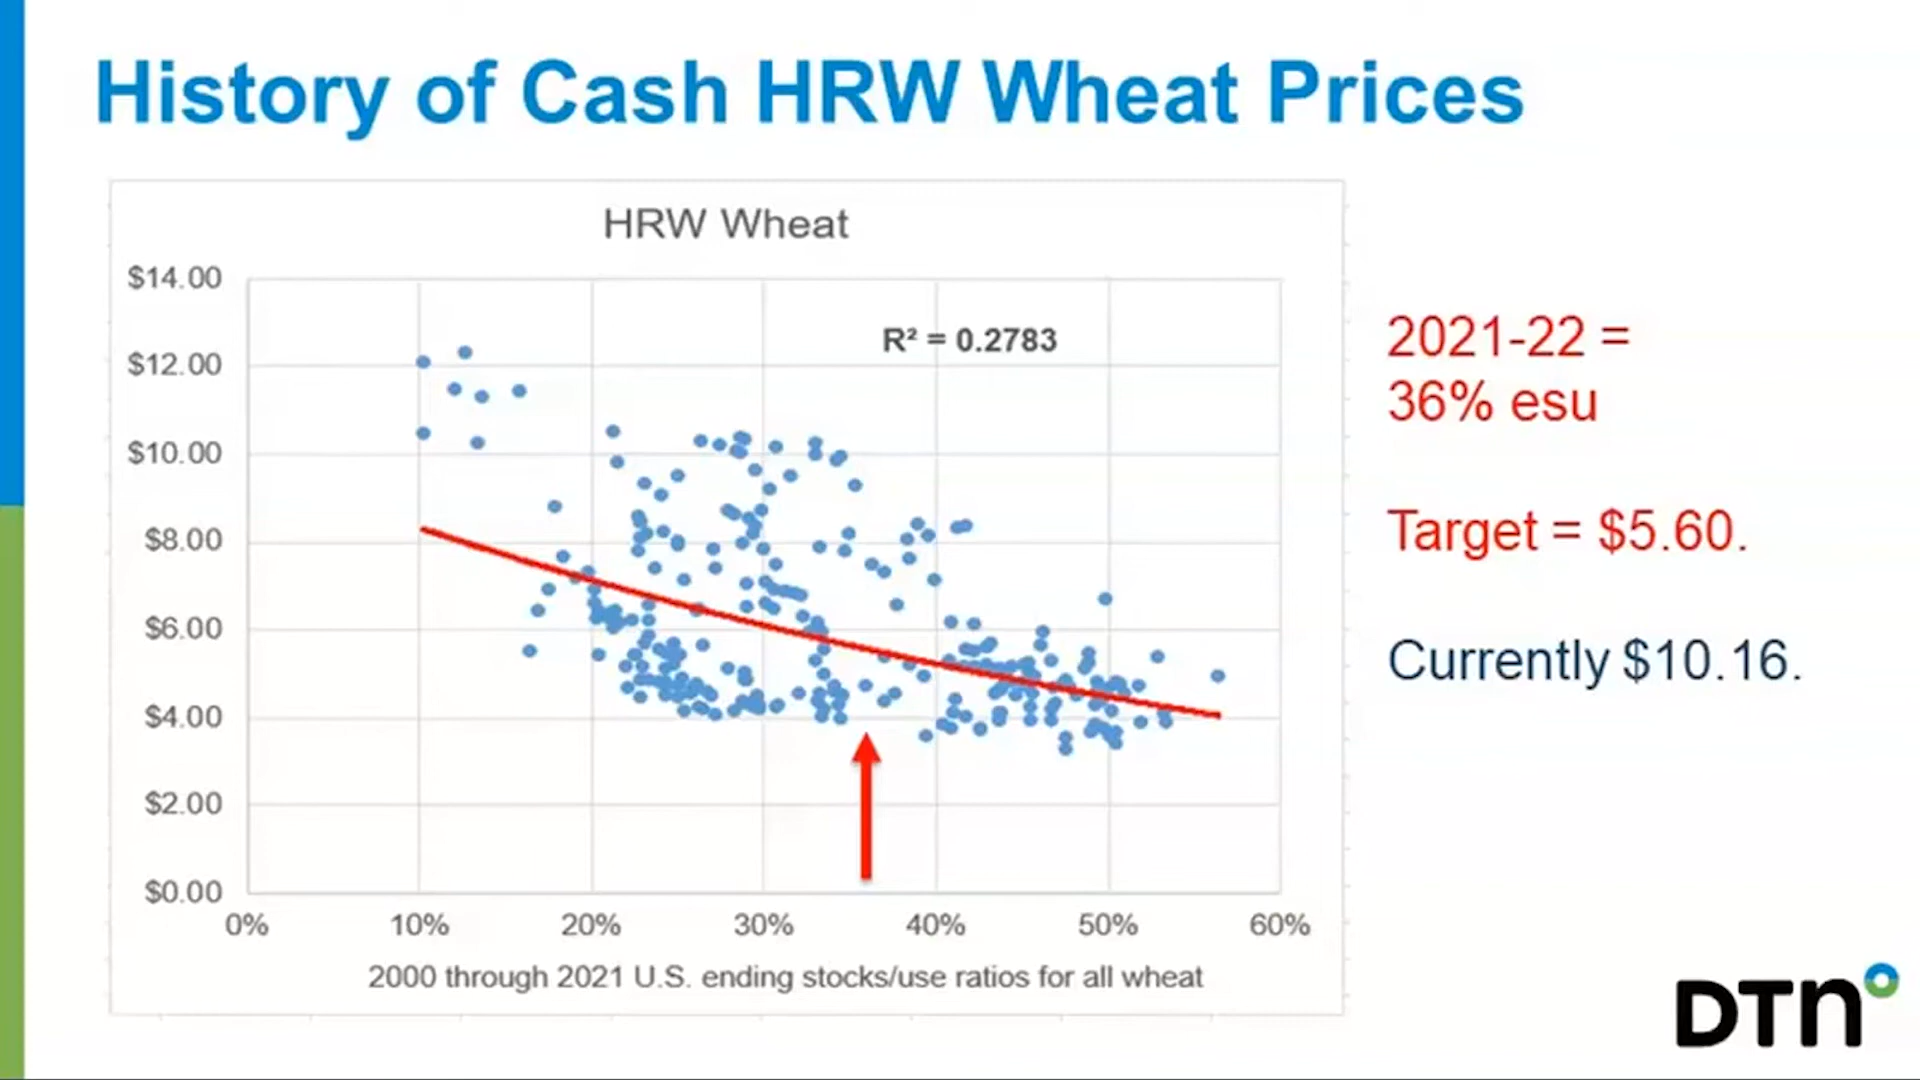 History of Cash HRW Wheat Prices
HRW Wheat
$14.00
$12.00
$10.00
$8.00
$6.00
$4.00
$2.00
$0.00
R² = 0.2783
0% 10% 20% 30% 40% 50% 60%
2000 through 2021 U.S. ending stocks/use ratios for all wheat
2021-22 =
36% esu
Target = $5.60.
Currently $10.16.
DTN